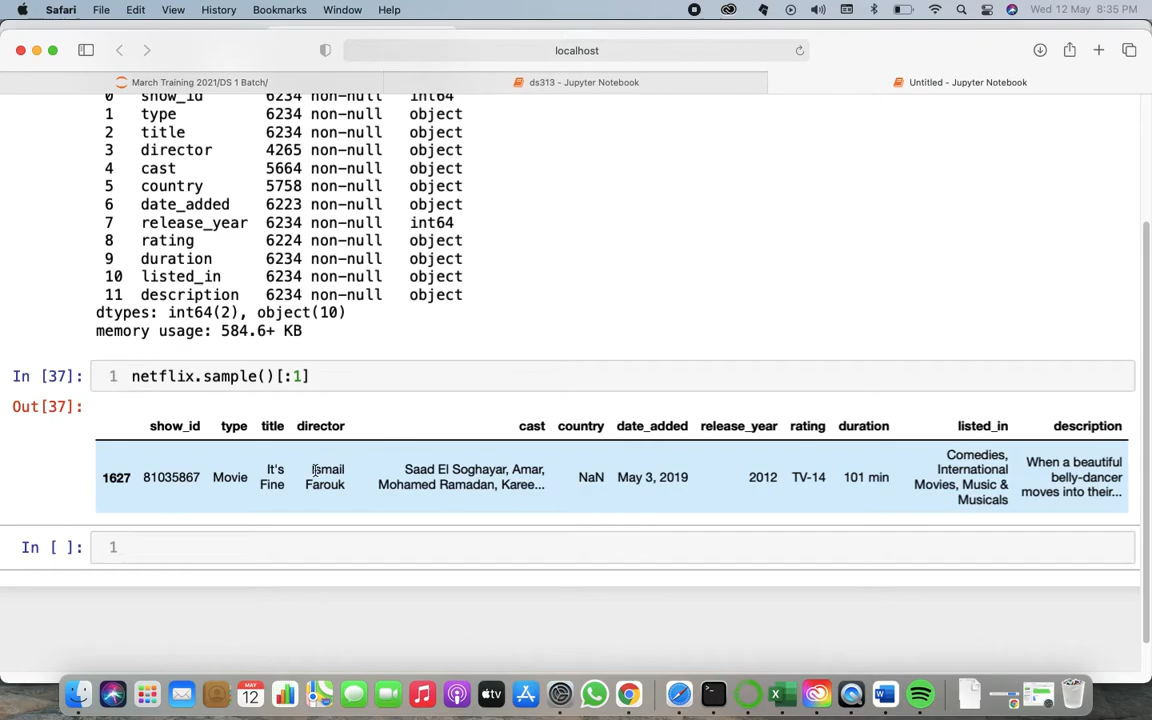 Safari File Edit View History Bookmarks Window Help Wed 12 May 8:35 PM
localhost
March Training 2021/DS 1 Batch/ ds313 - Jupyter Notebook Untitled - Jupyter Notebook
0 show_id 6234 non-null int64
1 type 6234 non-null object
2 title 6234 non-null object
3 director 4265 non-null object
4 cast 5664 non-null object
5 country 5758 non-null object
6 date_added 6223 non-null object
7 release_year 6234 non-null int64
8 rating 6224 non-null object
9 duration 6234 non-null object
10 listed_in 6234 non-null object
11 description 6234 non-null object
dtypes: int64(2), object(10)
memory usage: 584.6+ KB
In [37]: 1 netflix.sample()[:1]
Out[37]:
show_id type title director cast country date_added release_year rating duration listed_in description
1627 81035867 Movie It's Fine Ismail Farouk Saad El Soghayar, Amar, Mohamed Ramadan, Karee... NaN May 3, 2019 2012 TV-14 101 min Comedies, International Movies, Music & Musicals When a beautiful belly-dancer moves into their...
In [ ]: 1
MAY
12
tv